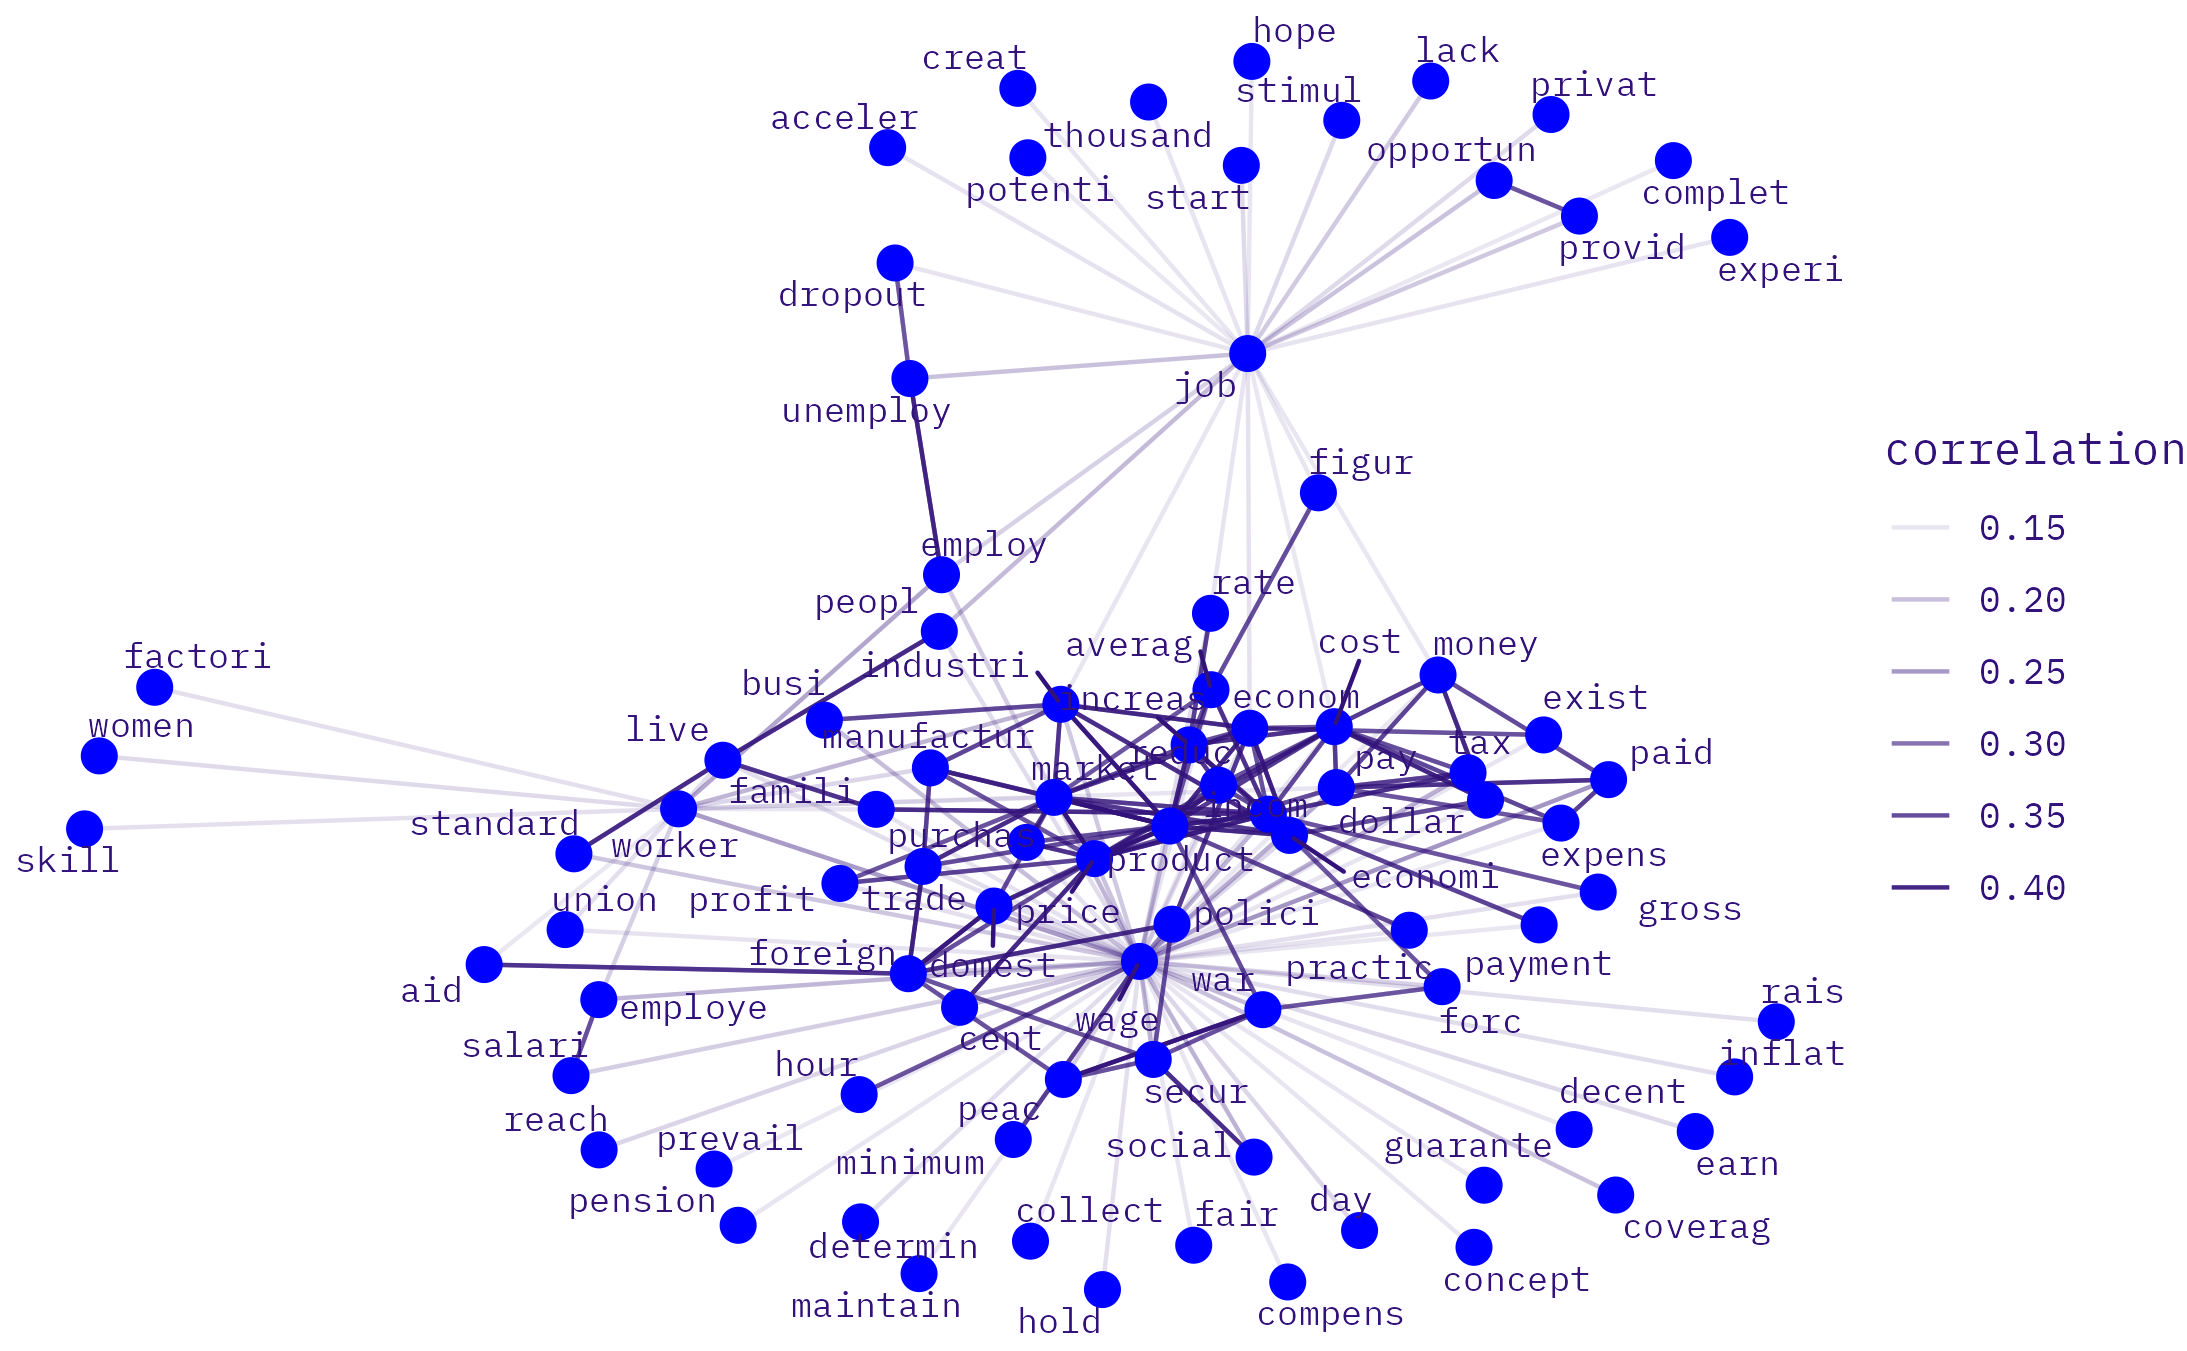 hope
creat
lack
stimul
privat
acceler
thousand
opportun
potenti
start
complet
provid
experi
dropout
job
unemploy
figur
correlation
0.15
0.20
0.25
0.30
0.35
0.40
employ
rate
peopl
averag
cost
money
factori
industri
busi
increas
econom
exist
women
live
manufactur
reduc
tax
paid
market
pay
famili
incom
standard
worker
purchas
dollar
skill
product
expens
economi
union
profit
trade
price
polici
gross
foreign
domest
war
practic
payment
aid
employe
wage
forc
rais
salari
cent
inflat
hour
secur
decent
reach
peac
prevail
minimum
social
guarante
earn
pension
collect
fair
day
coverag
determin
concept
maintain
hold
compens